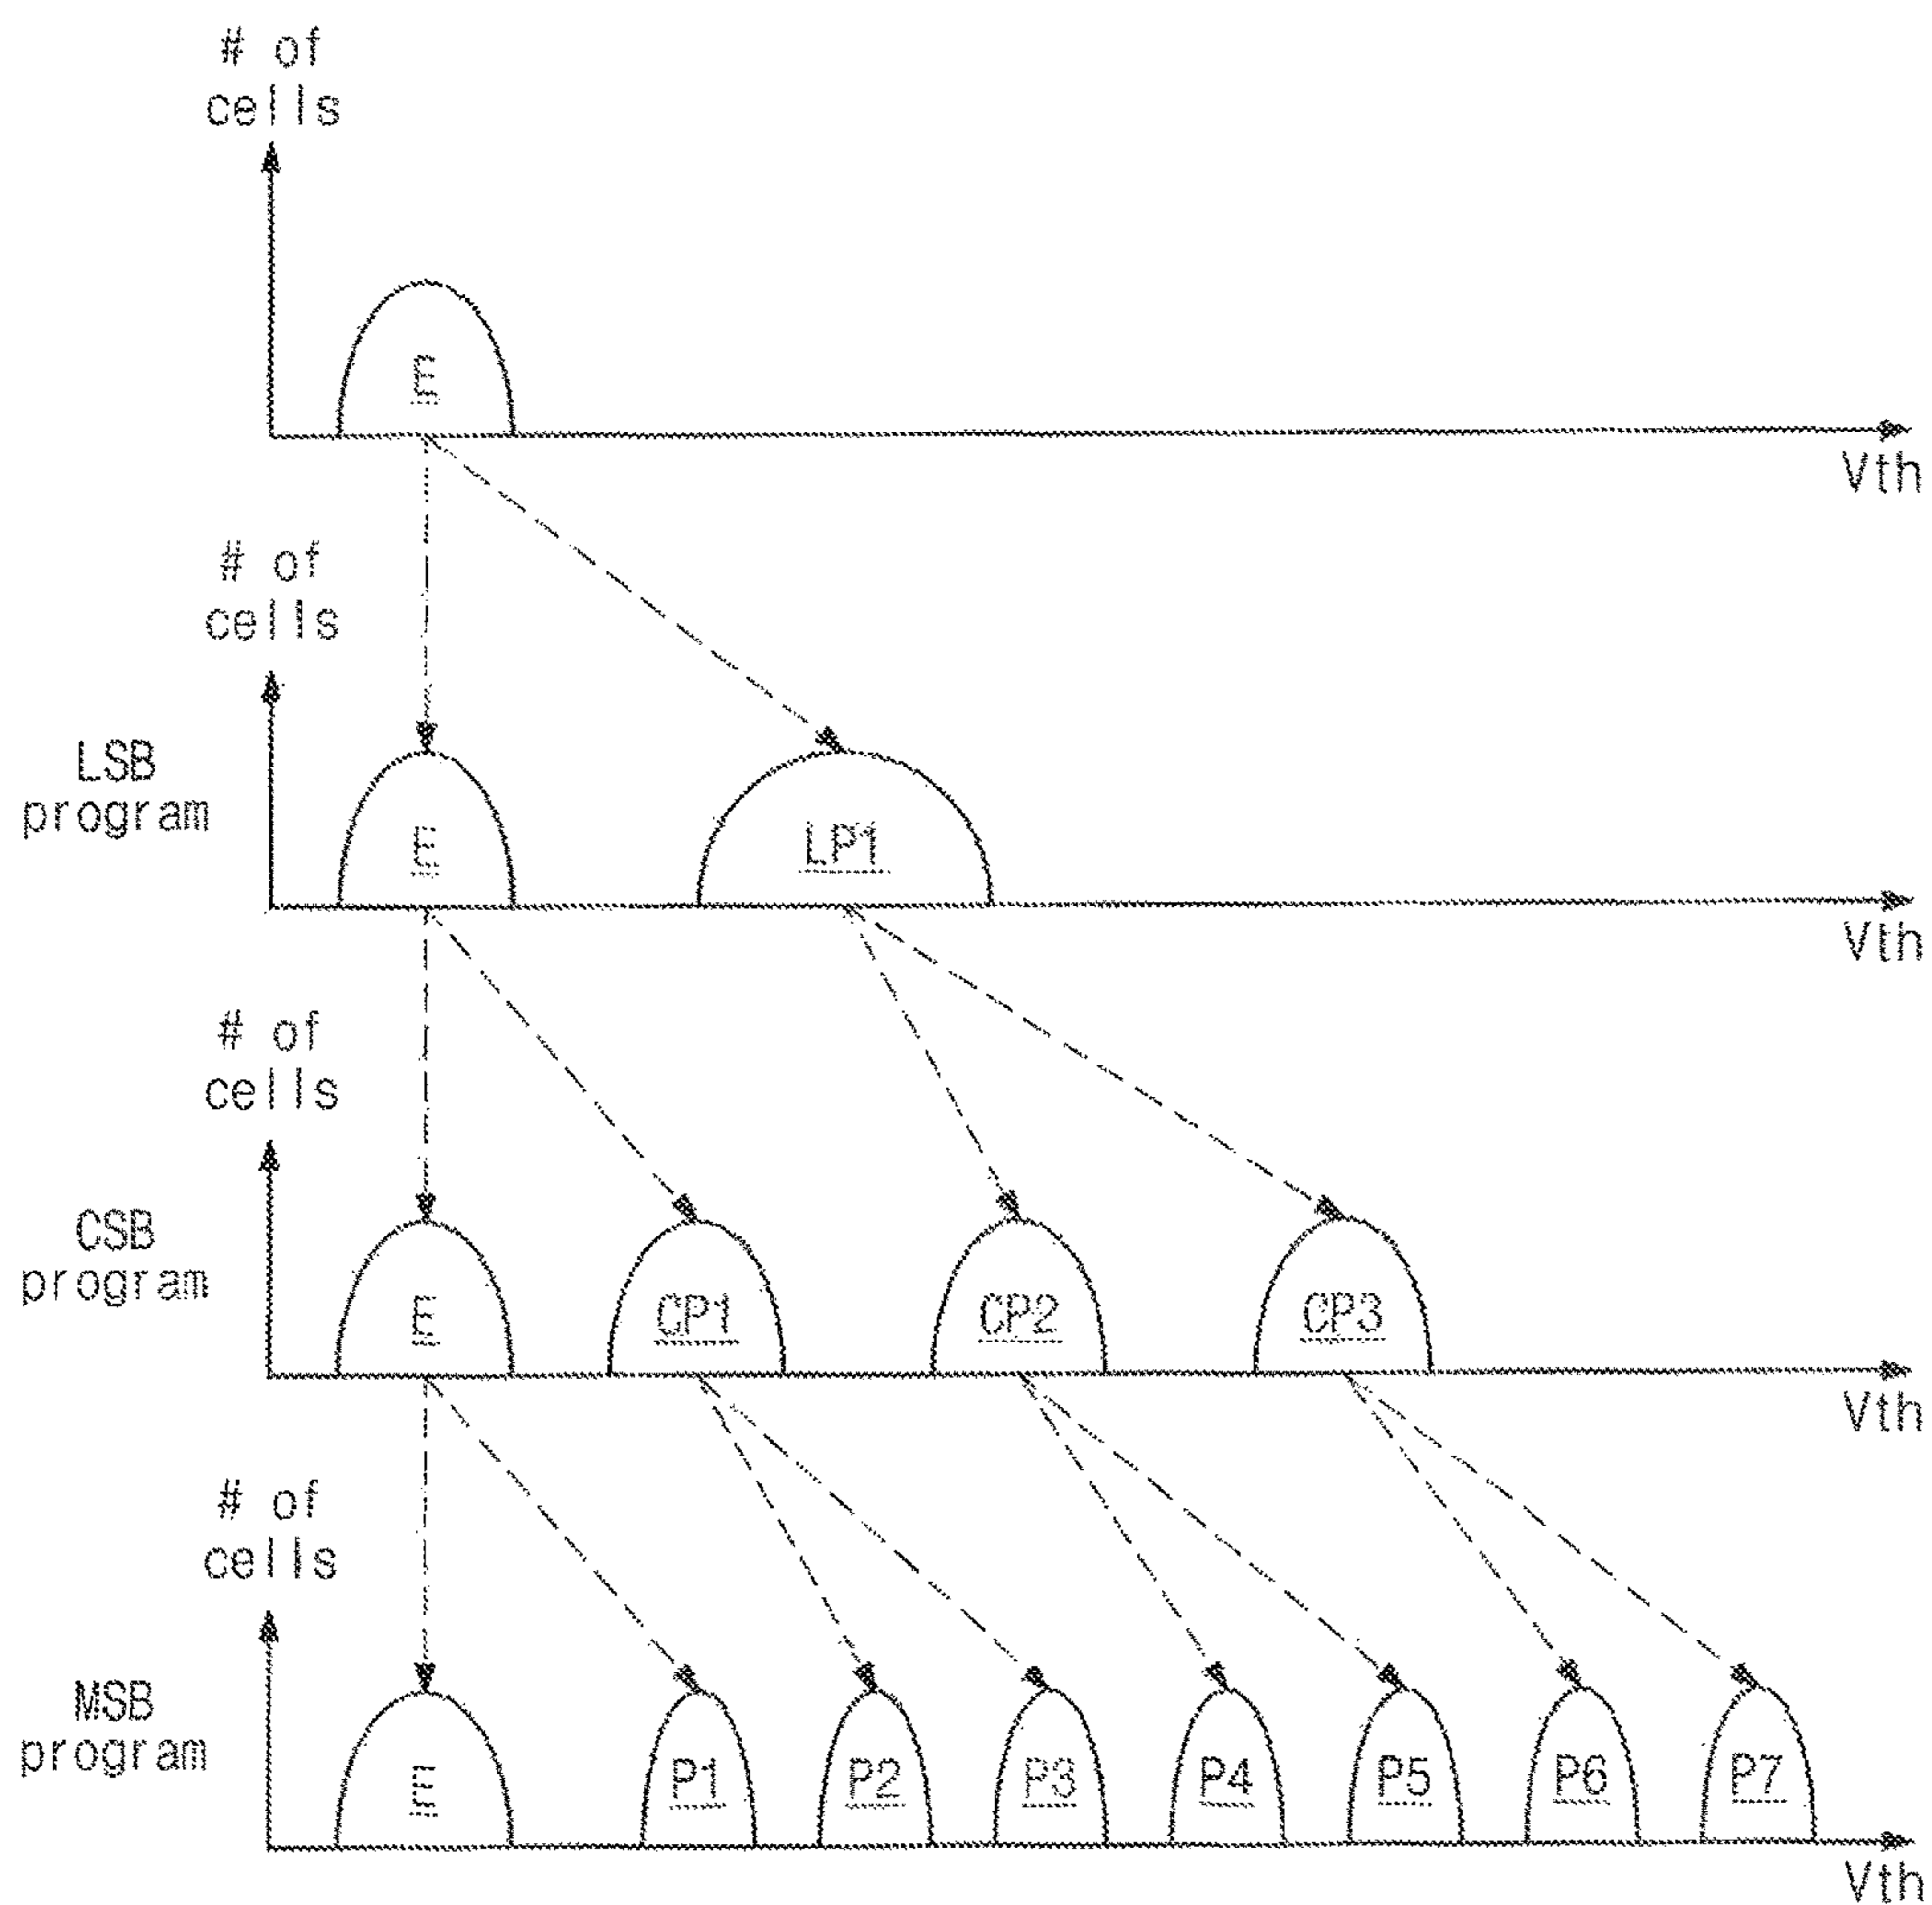 # of
cells
E
Vth
# of
cells
LSB
program
E
LP1
Vth
# of
cells
CSB
program
E
CP1
CP2
CP3
Vth
# of
cells
MSB
program
E
P1
P2
P3
P4
P5
P6
P7
Vth